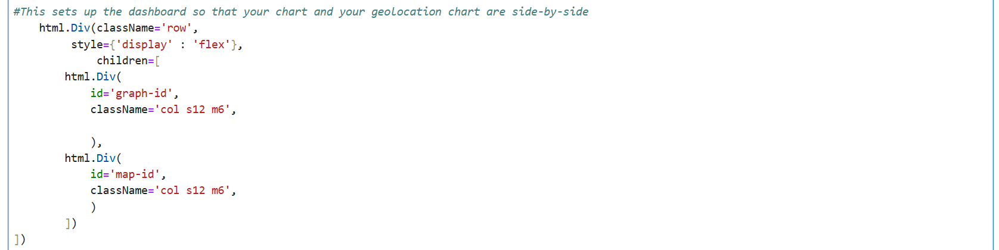 #This sets up the dashboard so that your chart and your geolocation chart are side-by-side
html.Div(className='row',
style={'display' : 'flex'},
children=[
html.Div(
id='graph-id',
className='col s12 m6',
),
html.Div(
id='map-id',
className='col s12 m6',
)
])
])